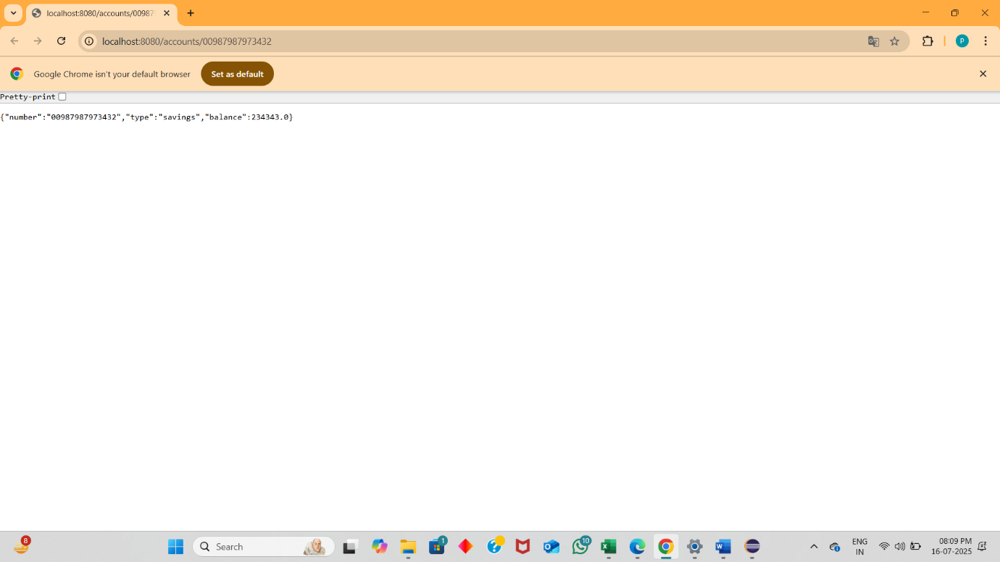 localhost:8080/accounts/00987
localhost:8080/accounts/00987987973432
P
Google Chrome isn't your default browser
Set as default
Pretty-print
{"number":"00987987973432","type":"savings","balance":234343.0}
8
Search
1
10
ENG
IN
08:09 PM
16-07-2025